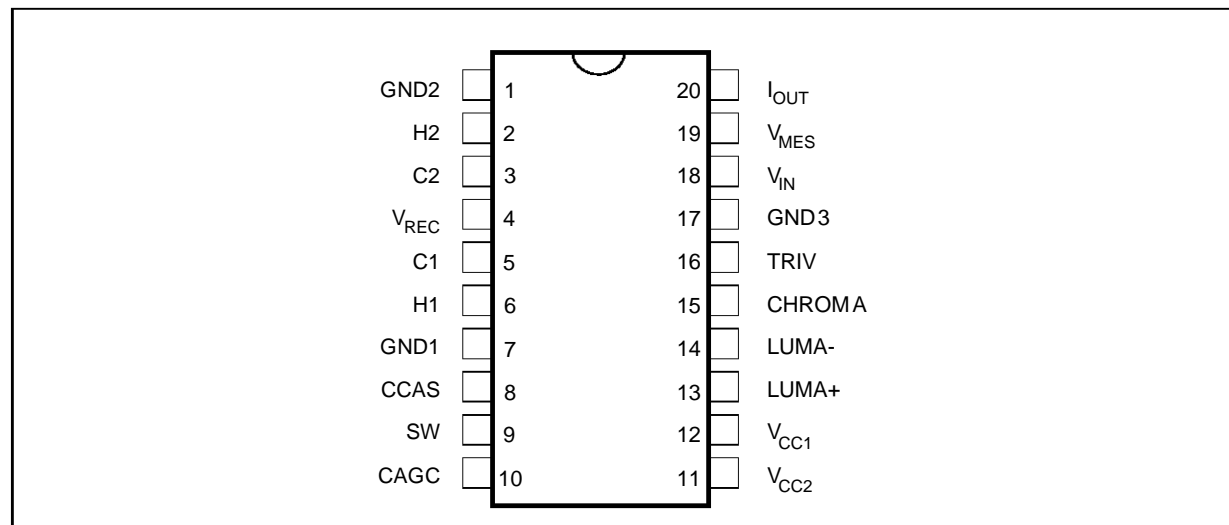 GND2 1 20 IOUT
H2 2 19 VMES
C2 3 18 VIN
VREC 4 17 GND3
C1 5 16 TRIV
H1 6 15 CHROMA
GND1 7 14 LUMA-
CCAS 8 13 LUMA+
SW 9 12 VCC1
CAGC 10 11 VCC2